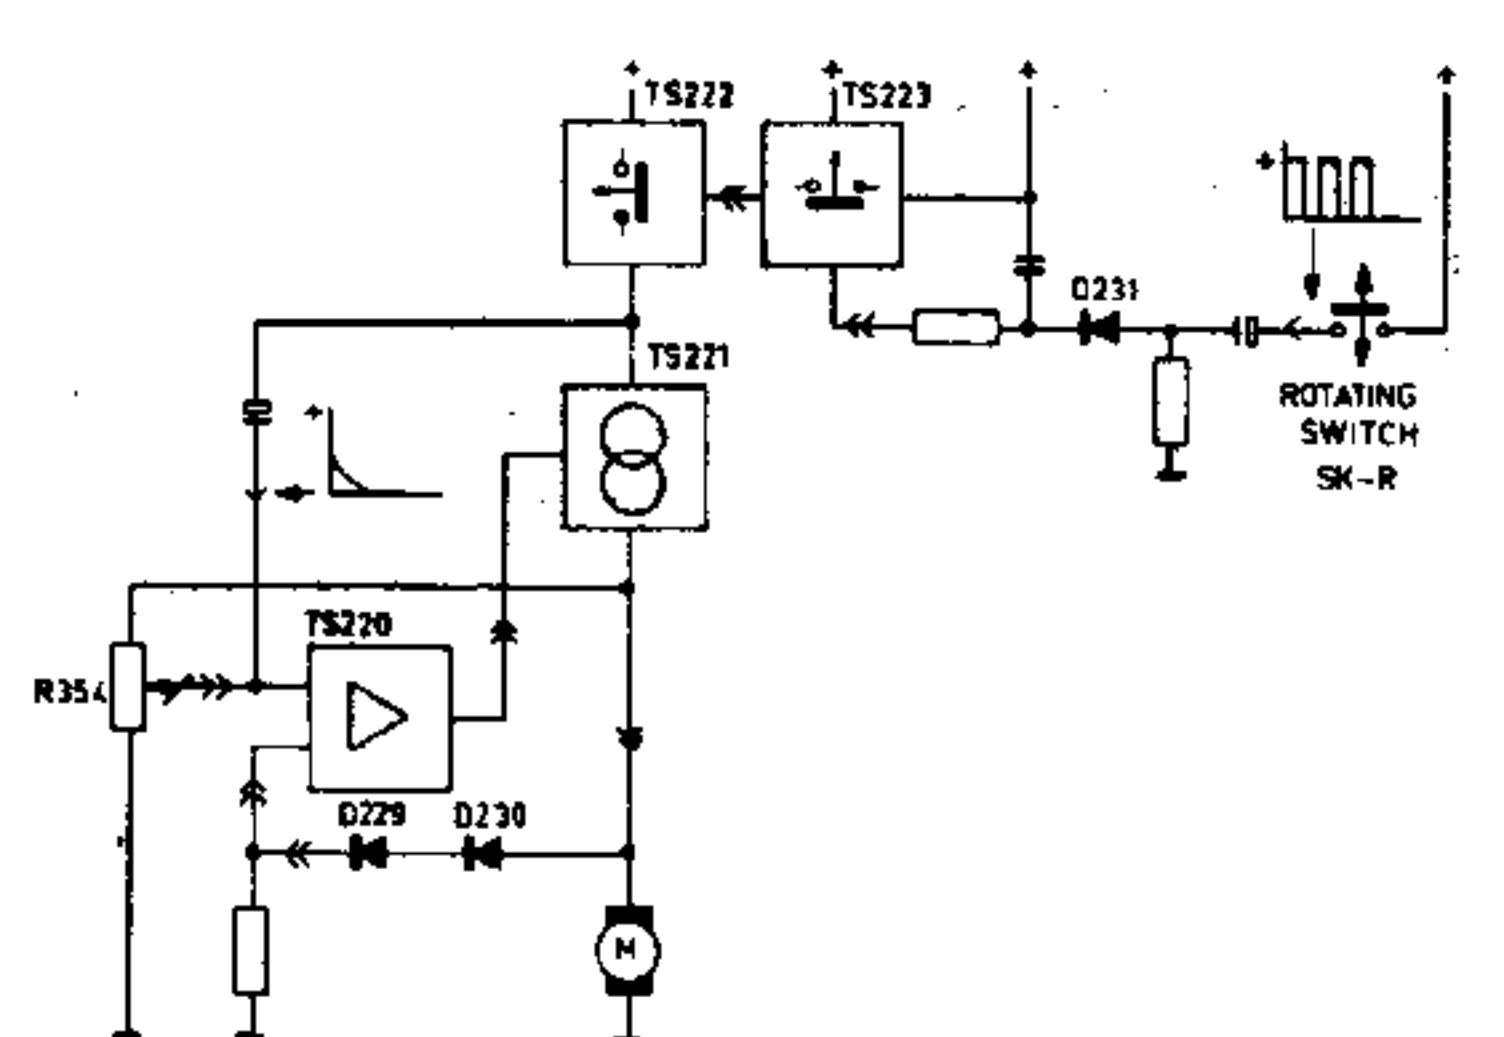 + + + +
TS222 TS223
+
D231
TS221
ROTATING
SWITCH
SK-R
+
TS220
R354
D229 D230
M